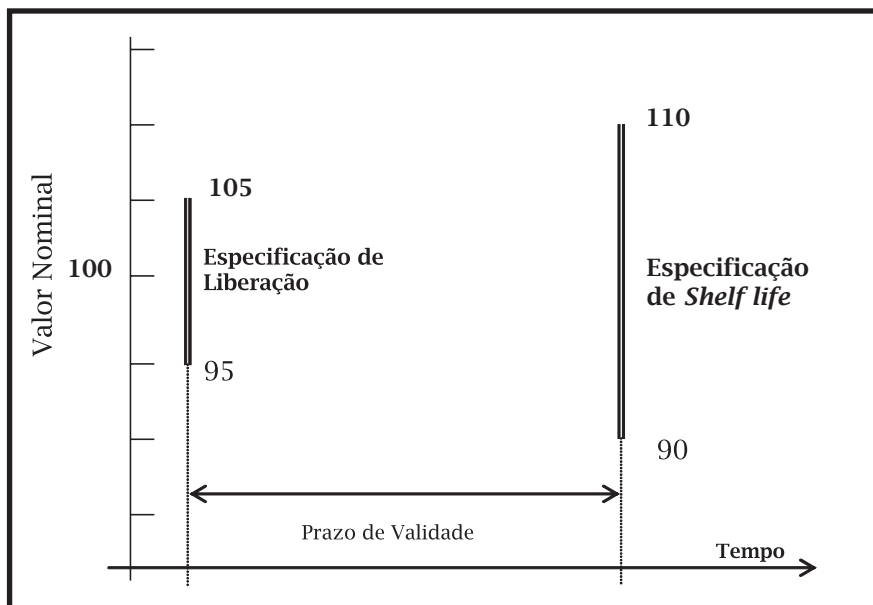 110
105
Especificação de
Liberação
Valor Nominal
100
Especificação
de Shelf life
95
90
Prazo de Validade
Tempo